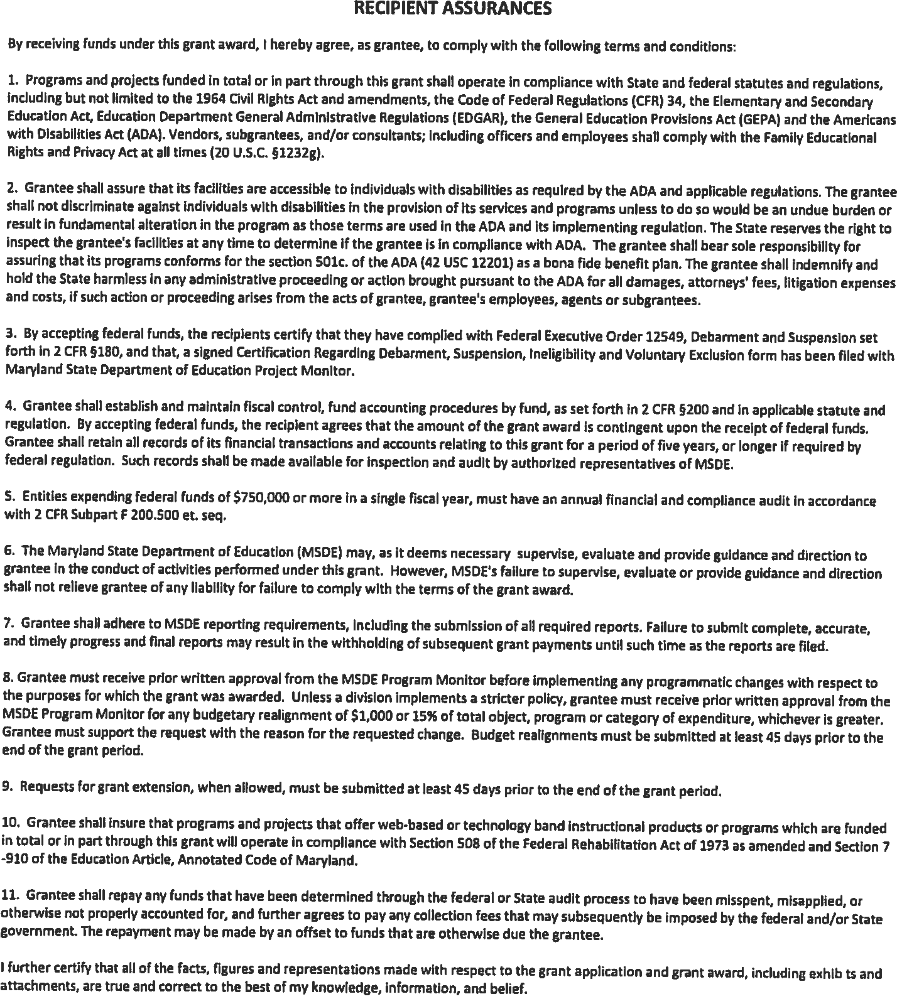 RECIPIENT ASSURANCES
By receiving funds under this grant award, I hereby agree, as grantee, to comply with the following terms and conditions:
1. Programs and projects funded in total or in part through this grant shall operate in compliance with State and federal statutes and regulations,
including but not limited to the 1964 Civil Rights Act and amendments, the Code of Federal Regulations (CFR) 34, the Elementary and Secondary
Education Act, Education Department General Administrative Regulations (EDGAR), the General Education Provisions Act (GEPA) and the Americans
with Disabilities Act (ADA). Vendors, subgrantees, and/or consultants; including officers and employees shall comply with the Family Educational
Rights and Privacy Act at all times (20 U.S.C. §1232g).
2. Grantee shall assure that its facilities are accessible to individuals with disabilities as required by the ADA and applicable regulations. The grantee
shall not discriminate against individuals with disabilities in the provision of its services and programs unless to do so would be an undue burden or
result in fundamental alteration in the program as those terms are used in the ADA and its implementing regulation. The State reserves the right to
inspect the grantee's facilities at any time to determine if the grantee is in compliance with ADA. The grantee shall bear sole responsibility for
assuring that its programs conforms for the section 501c. of the ADA (42 USC 12201) as a bona fide benefit plan. The grantee shall indemnify and
hold the State harmless in any administrative proceeding or action brought pursuant to the ADA for all damages, attorneys' fees, litigation expenses
and costs, if such action or proceeding arises from the acts of grantee, grantee's employees, agents or subgrantees.
3. By accepting federal funds, the recipients certify that they have complied with Federal Executive Order 12549, Debarment and Suspension set
forth in 2 CFR §180, and that, a signed Certification Regarding Debarment, Suspension, Ineligibility and Voluntary Exclusion form has been filed with
Maryland State Department of Education Project Monitor.
4. Grantee shall establish and maintain fiscal control, fund accounting procedures by fund, as set forth in 2 CFR §200 and in applicable statute and
regulation. By accepting federal funds, the recipient agrees that the amount of the grant award is contingent upon the receipt of federal funds.
Grantee shall retain all records of its financial transactions and accounts relating to this grant for a period of five years, or longer if required by
federal regulation. Such records shall be made available for inspection and audit by authorized representatives of MSDE.
5. Entities expending federal funds of $750,000 or more in a single fiscal year, must have an annual financial and compliance audit in accordance
with 2 CFR Subpart F 200.500 et. seq.
6. The Maryland State Department of Education (MSDE) may, as it deems necessary supervise, evaluate and provide guidance and direction to
grantee in the conduct of activities performed under this grant. However, MSDE's failure to supervise, evaluate or provide guidance and direction
shall not relieve grantee of any liability for failure to comply with the terms of the grant award.
7. Grantee shall adhere to MSDE reporting requirements, including the submission of all required reports. Failure to submit complete, accurate,
and timely progress and final reports may result in the withholding of subsequent grant payments until such time as the reports are filed.
8. Grantee must receive prior written approval from the MSDE Program Monitor before implementing any programmatic changes with respect to
the purposes for which the grant was awarded. Unless a division implements a stricter policy, grantee must receive prior written approval from the
MSDE Program Monitor for any budgetary realignment of $1,000 or 15% of total object, program or category of expenditure, whichever is greater.
Grantee must support the request with the reason for the requested change. Budget realignments must be submitted at least 45 days prior to the
end of the grant period.
9. Requests for grant extension, when allowed, must be submitted at least 45 days prior to the end of the grant period.
10. Grantee shall insure that programs and projects that offer web-based or technology band instructional products or programs which are funded
in total or in part through this grant will operate in compliance with Section 508 of the Federal Rehabilitation Act of 1973 as amended and Section 7
-910 of the Education Article, Annotated Code of Maryland.
11. Grantee shall repay any funds that have been determined through the federal or State audit process to have been misspent, misapplied, or
otherwise not properly accounted for, and further agrees to pay any collection fees that may subsequently be imposed by the federal and/or State
government. The repayment may be made by an offset to funds that are otherwise due the grantee.
I further certify that all of the facts, figures and representations made with respect to the grant application and grant award, including exhib ts and
attachments, are true and correct to the best of my knowledge, information, and belief.